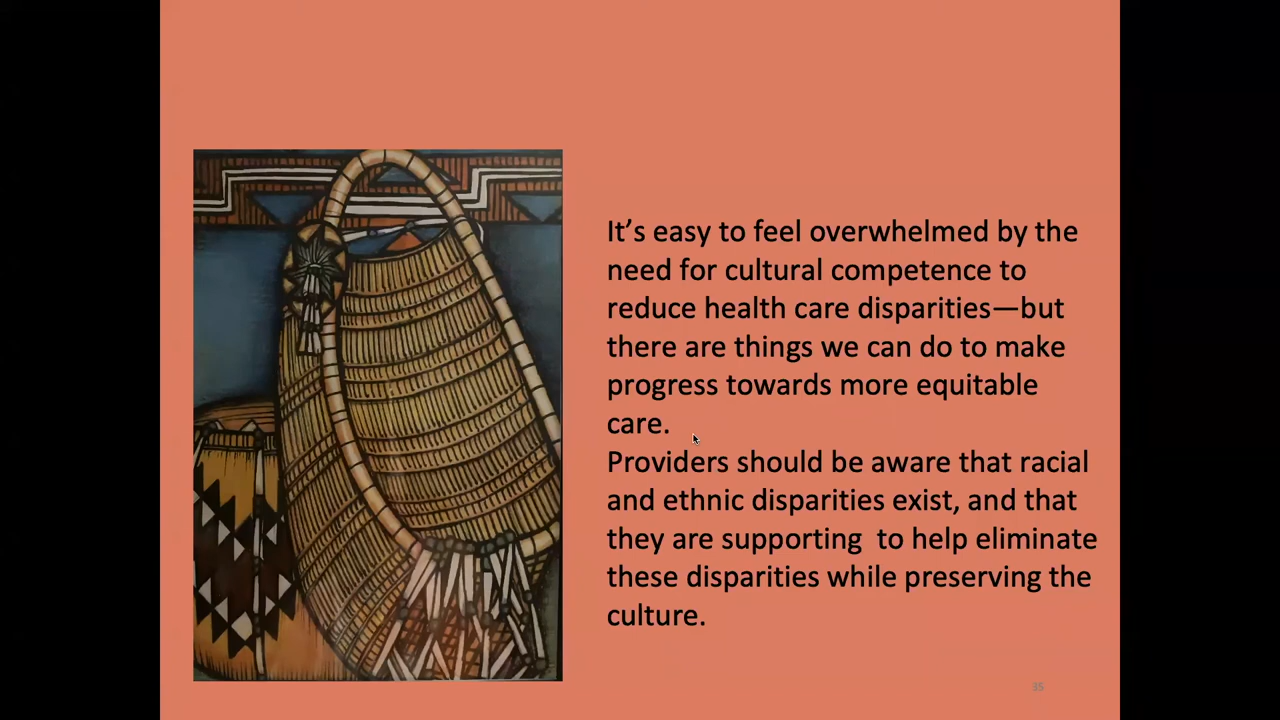 It’s easy to feel overwhelmed by the
need for cultural competence to
reduce health care disparities—but
there are things we can do to make
progress towards more equitable
care.
Providers should be aware that racial
and ethnic disparities exist, and that
they are supporting  to help eliminate
these disparities while preserving the
culture.
35